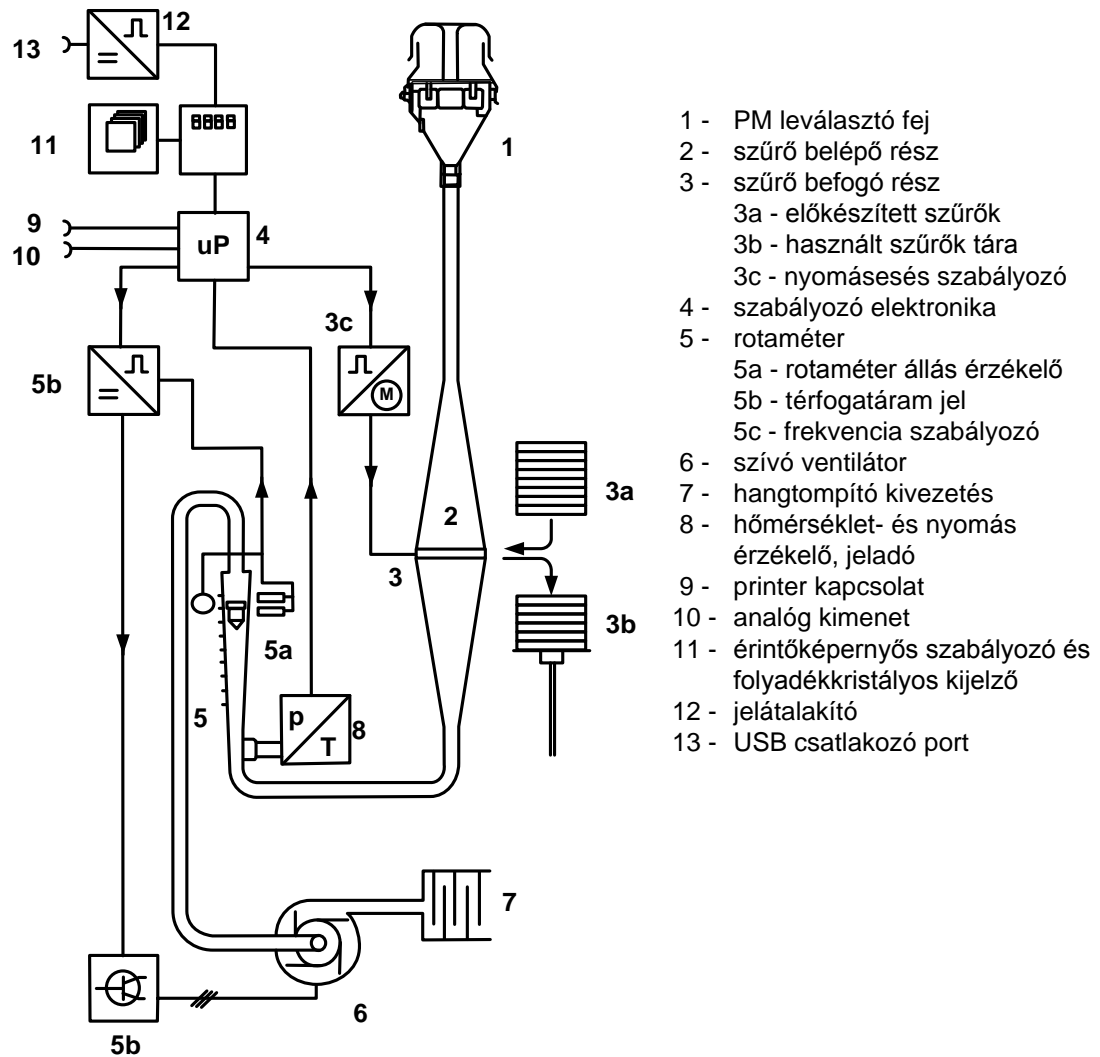 12
13
11
1
9
10
uP
4
3c
5b
M
2
3a
3
3b
5a
5
p
T
8
7
6
5b
1 - PM leválasztó fej
2 - szűrő belépő rész
3 - szűrő befogó rész
3a - előkészített szűrők
3b - használt szűrők tára
3c - nyomásesés szabályozó
4 - szabályozó elektronika
5 - rotaméter
5a - rotaméter állás érzékelő
5b - térfogatáram jel
5c - frekvencia szabályozó
6 - szívó ventilátor
7 - hangtompító kivezetés
8 - hőmérséklet- és nyomás
érzékelő, jeladó
9 - printer kapcsolat
10 - analóg kimenet
11 - érintőképernyős szabályozó és
folyadékkristályos kijelző
12 - jelátalakító
13 - USB csatlakozó port